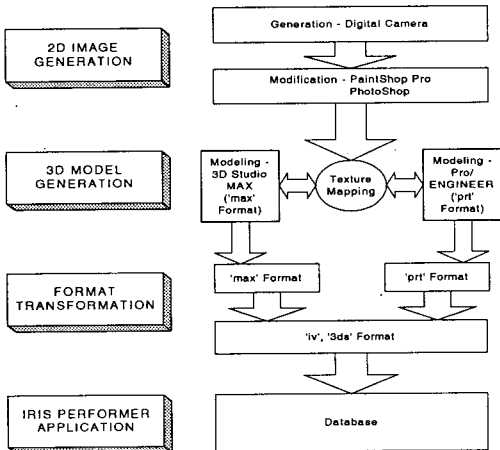 Generation - Digital Camera
2D IMAGE
GENERATION
Modification - PaintShop Pro
PhotoShop
3D MODEL
GENERATION
Modeling -
3D Studio
MAX
('max'
Format)
Texture
Mapping
Modeling -
Pro/
ENGINEER
('prt'
Format)
FORMAT
TRANSFORMATION
'max' Format
'prt' Format
'iv', '3ds' Format
IRIS PERFORMER
APPLICATION
Database